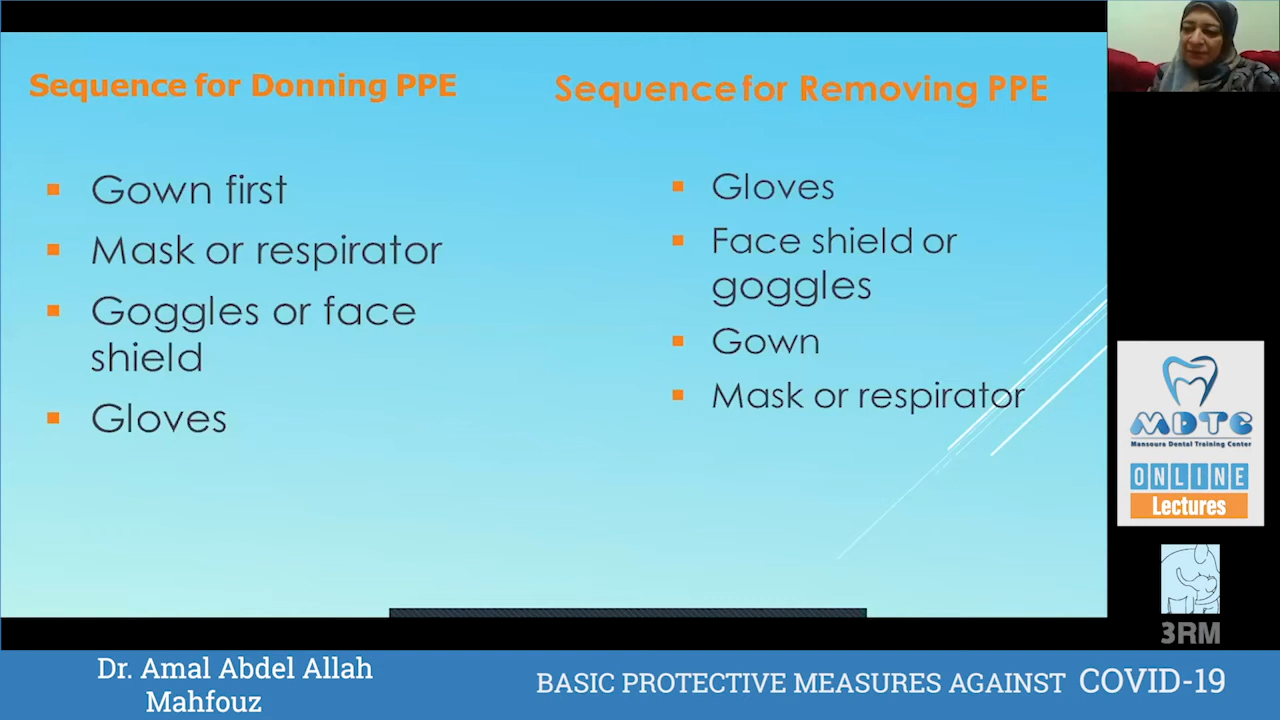 Sequence for Donning PPE
Gown first
Mask or respirator
Goggles or face
shield
Gloves
Sequence for Removing PPE
Gloves
Face shield or
goggles
Gown
Mask or respirator
MDTC
Mansoura Dental Training Center
ONLINE
Lectures
3RM
Dr. Amal Abdel Allah
Mahfouz
BASIC PROTECTIVE MEASURES AGAINST COVID-19